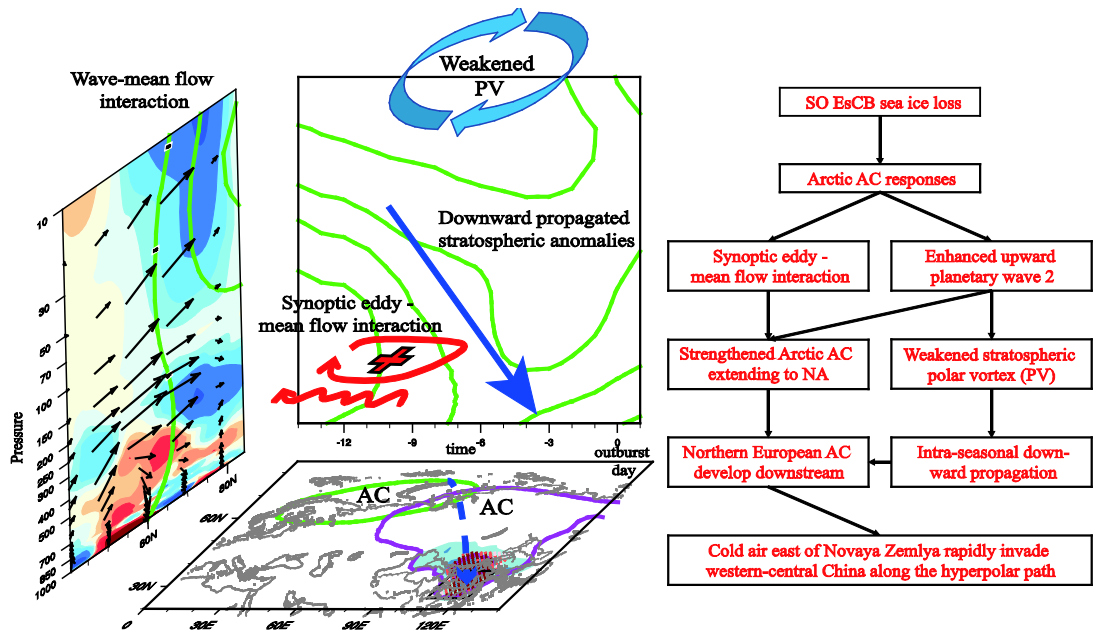 Wave-mean flow
interaction
Pressure
10
30
50
70
100
150
200
250
300
400
500
700
850
1000
60N
80N
0
0
Weakened
PV
Downward propagated
stratospheric anomalies
Synoptic eddy -
mean flow interaction
-12
-9
-6
-3
0
time
outburst
day
AC
AC
60N
30N
0
30E
60E
90E
120E
SO EsCB sea ice loss
Arctic AC responses
Synoptic eddy -
mean flow interaction
Enhanced upward
planetary wave 2
Strengthened Arctic AC
extending to NA
Weakened stratospheric
polar vortex (PV)
Northern European AC
develop downstream
Intra-seasonal down-
ward propagation
Cold air east of Novaya Zemlya rapidly invade
western-central China along the hyperpolar path